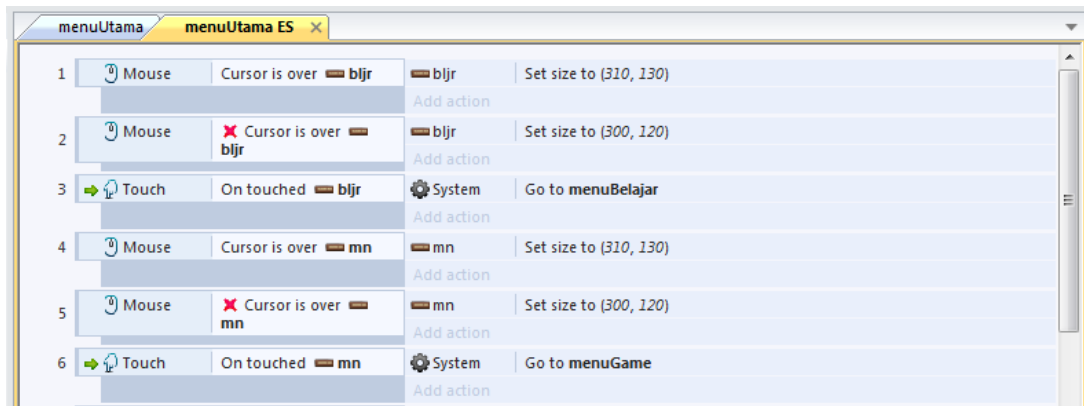 menuUtama menuUtama ES
1 Mouse Cursor is over bljr bljr Set size to (310, 130)
Add action
2 Mouse Cursor is over bljr Set size to (300, 120)
bljr
Add action
3 Touch On touched bljr System Go to menuBelajar
Add action
4 Mouse Cursor is over mn mn Set size to (310, 130)
Add action
5 Mouse Cursor is over mn Set size to (300, 120)
mn
Add action
6 Touch On touched mn System Go to menuGame
Add action